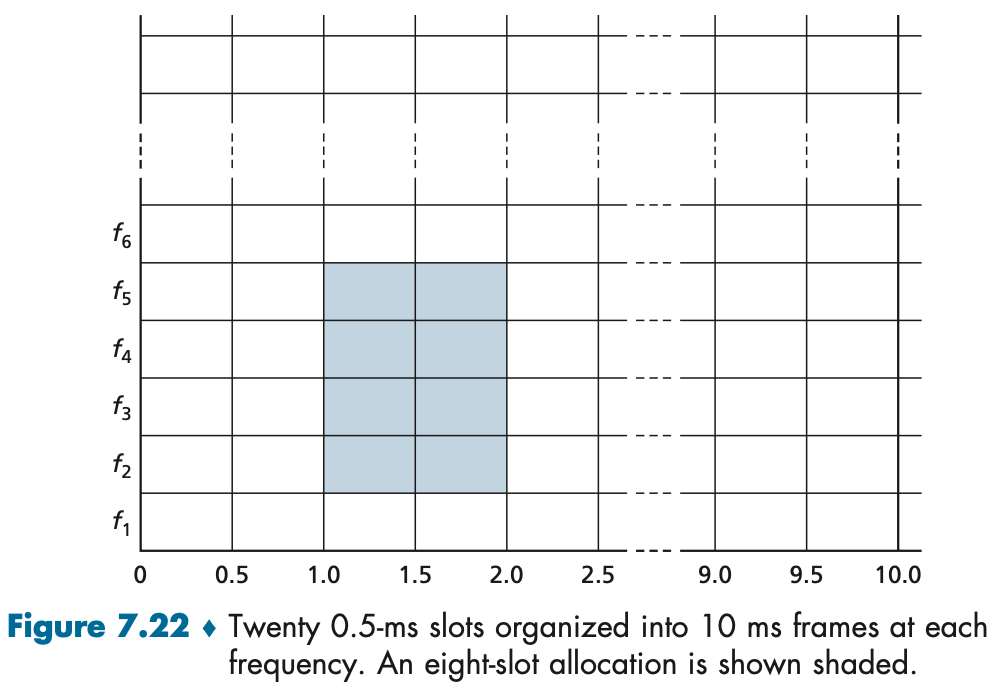 f6
f5
f4
f3
f2
f1
0 0.5 1.0 1.5 2.0 2.5 9.0 9.5 10.0
Figure 7.22 ♦ Twenty 0.5-ms slots organized into 10 ms frames at each
frequency. An eight-slot allocation is shown shaded.